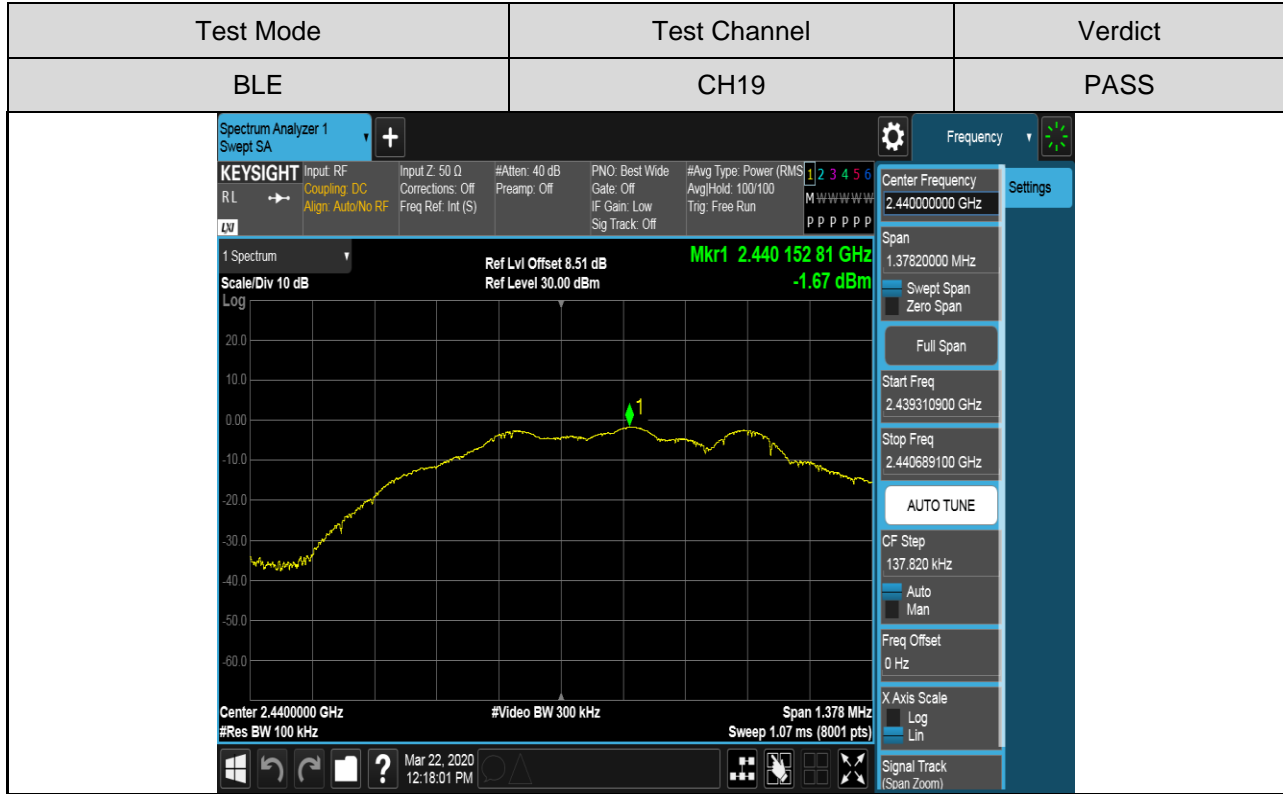 Test Mode Test Channel Verdict
BLE CH19 PASS
Spectrum Analyzer 1
Swept SA
+
Frequency
KEYSIGHT
RL
LXI
Input: RF
Coupling: DC
Align: Auto/No RF
Input Z: 50 Ω
Corrections: Off
Freq Ref: Int (S)
#Atten: 40 dB
Preamp: Off
PNO: Best Wide
Gate: Off
IF Gain: Low
Sig Track: Off
#Avg Type: Power (RMS
Avg|Hold: 100/100
Trig: Free Run
1 2 3 4 5 6
M W W W W W
P P P P P P
1 Spectrum
Scale/Div 10 dB
Log
Ref Lvl Offset 8.51 dB
Ref Level 30.00 dBm
Mkr1 2.440 152 81 GHz
-1.67 dBm
20.0
10.0
0.00
-10.0
-20.0
-30.0
-40.0
-50.0
-60.0
1
Center 2.4400000 GHz
#Res BW 100 kHz
#Video BW 300 kHz
Span 1.378 MHz
Sweep 1.07 ms (8001 pts)
Center Frequency
2.440000000 GHz
Settings
Span
1.37820000 MHz
Swept Span
Zero Span
Full Span
Start Freq
2.439310900 GHz
Stop Freq
2.440689100 GHz
AUTO TUNE
CF Step
137.820 kHz
Auto
Man
Freq Offset
0 Hz
X Axis Scale
Log
Lin
Signal Track
(Span Zoom)
?
Mar 22, 2020
12:18:01 PM